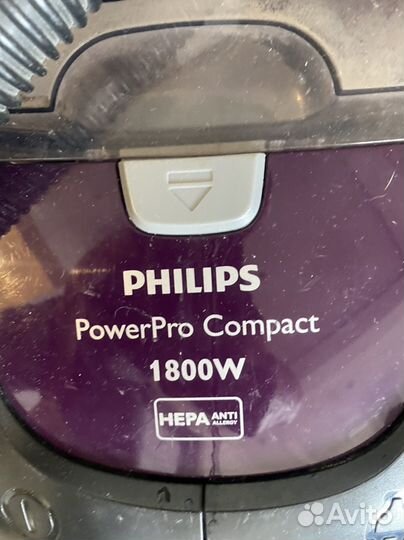 PHILIPS
PowerPro Compact
1800W
HEPA ANTI ALLERGY
Avito